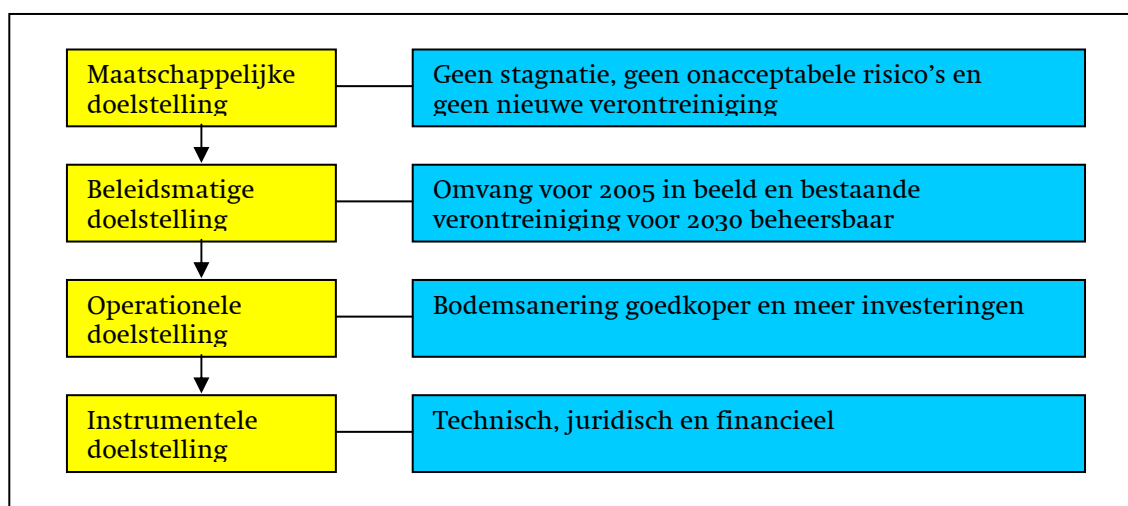 Maatschappelijke
doelstelling
Geen stagnatie, geen onacceptabele risico's en
geen nieuwe verontreiniging
Beleidsmatige
doelstelling
Omvang voor 2005 in beeld en bestaande
verontreiniging voor 2030 beheersbaar
Operationele
doelstelling
Bodemsanering goedkoper en meer investeringen
Instrumentele
doelstelling
Technisch, juridisch en financieel